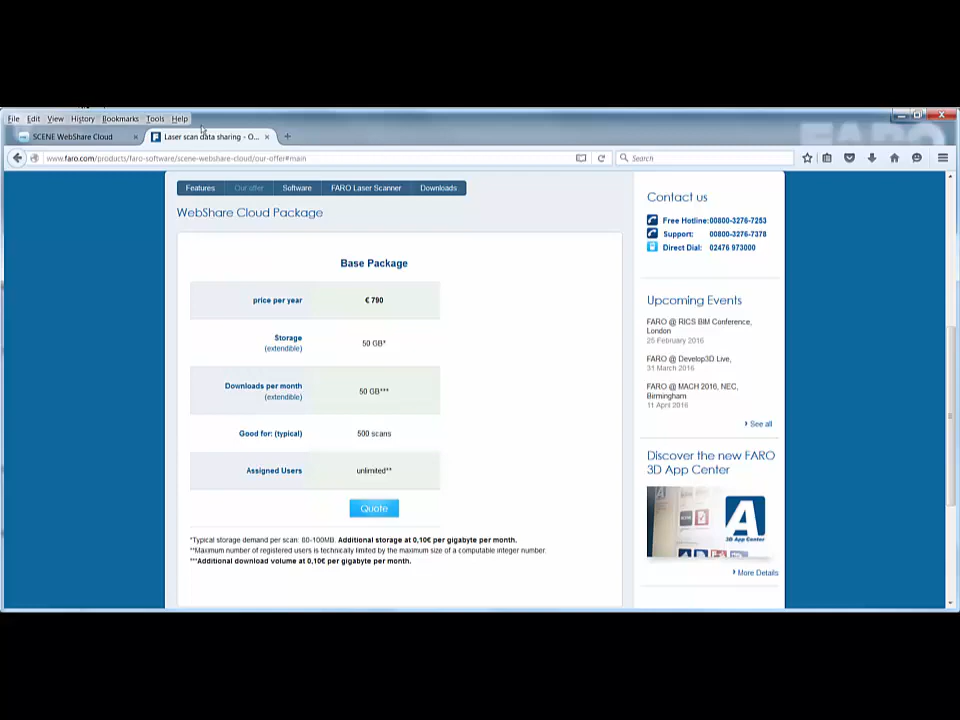 File Edit View History Bookmarks Tools Help
SCENE WebShare Cloud × Laser scan data sharing - O... × +
www.faro.com/products/faro-software/scene-webshare-cloud/our-offer#main Search
FARO
Features Our offer Software FARO Laser Scanner Downloads
WebShare Cloud Package
Base Package
price per year € 790
Storage (extendible) 50 GB*
Downloads per month (extendible) 50 GB***
Good for: (typical) 500 scans
Assigned Users unlimited**
Quote
*Typical storage demand per scan: 80-100MB. Additional storage at 0,10€ per gigabyte per month.
**Maximum number of registered users is technically limited by the maximum size of a computable integer number.
***Additional download volume at 0,10€ per gigabyte per month.
Contact us
Free Hotline: 00800-3276-7253
Support: 00800-3276-7378
Direct Dial: 02476 973000
Upcoming Events
FARO @ RICS BIM Conference,
London
25 February 2016
FARO @ Develop3D Live,
31 March 2016
FARO @ MACH 2016, NEC,
Birmingham
11 April 2016
See all
Discover the new FARO
3D App Center
3D App Center
More Details